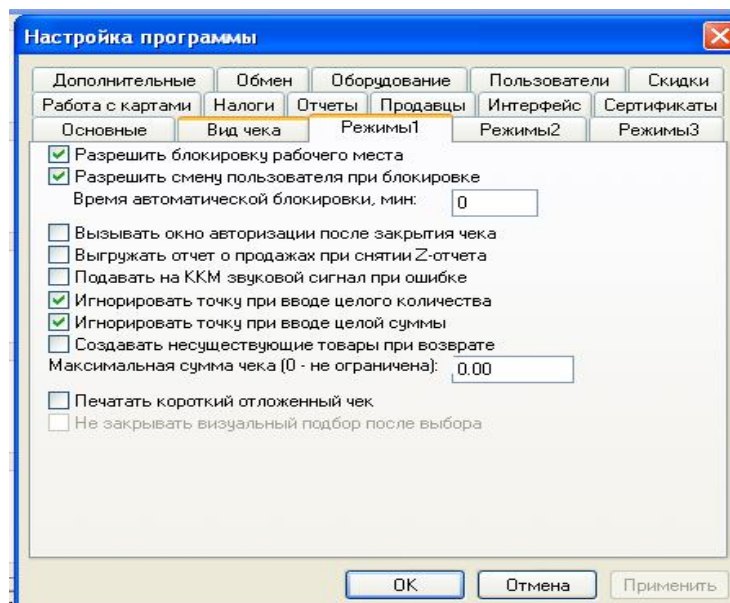 Настройка программы
Дополнительные Обмен Оборудование Пользователи Скидки
Работа с картами Налоги Отчеты Продавцы Интерфейс Сертификаты
Основные Вид чека Режимы1 Режимы2 Режимы3
Разрешить блокировку рабочего места
Разрешить смену пользователя при блокировке
Время автоматической блокировки, мин: 0
Вызывать окно авторизации после закрытия чека
Выгружать отчет о продажах при снятии Z-отчета
Подавать на ККМ звуковой сигнал при ошибке
Игнорировать точку при вводе целого количества
Игнорировать точку при вводе целой суммы
Создавать несуществующие товары при возврате
Максимальная сумма чека (0 - не ограничена): 0.00
Печатать короткий отложенный чек
Не закрывать визуальный подбор после выбора
OK Отмена Применить